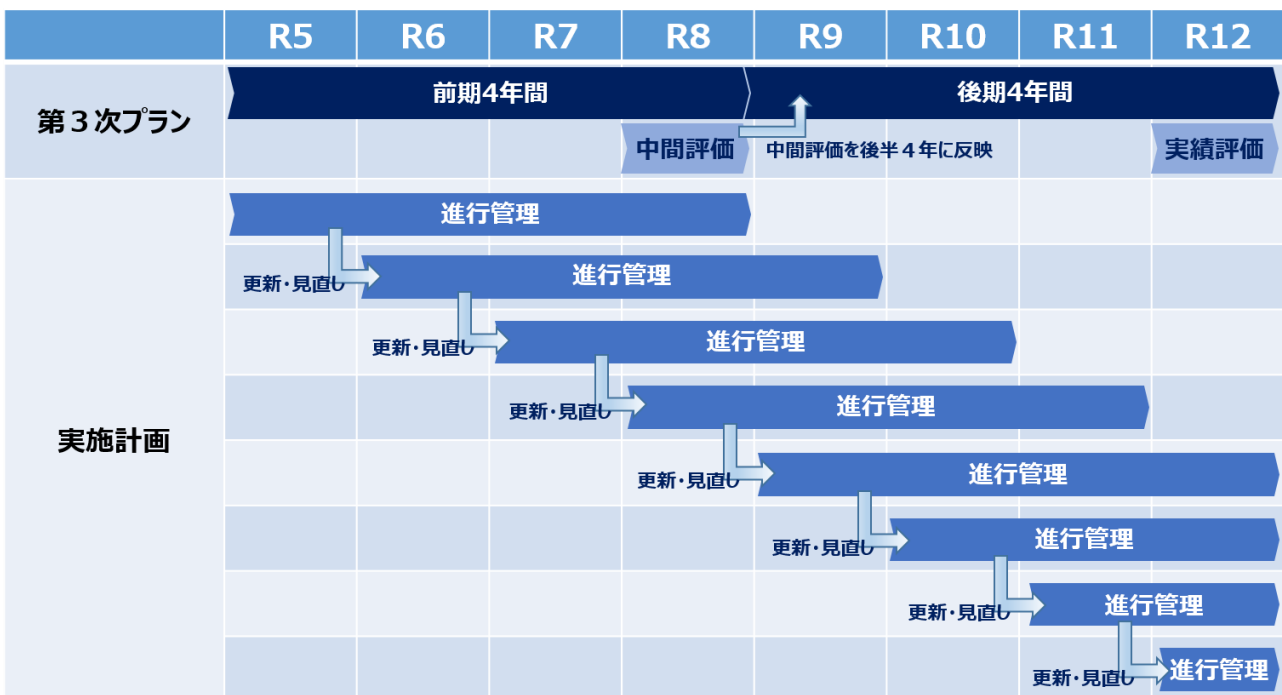 R5 R6 R7 R8 R9 R10 R11 R12
第３次プラン
前期4年間
後期4年間
中間評価
中間評価を後半４年に反映
実績評価
実施計画
進行管理
更新・見直し
進行管理
更新・見直し
進行管理
更新・見直し
進行管理
更新・見直し
進行管理
更新・見直し
進行管理
更新・見直し
進行管理
更新・見直し
進行管理